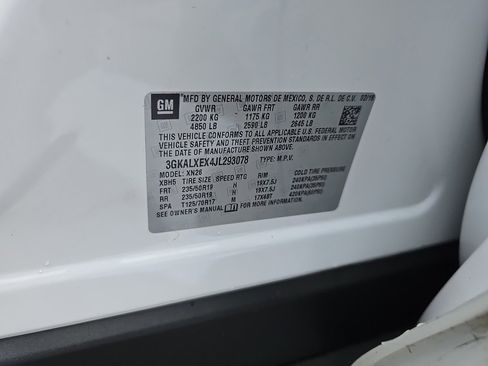 GM
MFD BY GENERAL MOTORS DE MEXICO, S. DE R.L. DE C.V. 02/18
GVWR GAWR FRT GAWR RR
2200 KG 1175 KG 1200 KG
4850 LB 2590 LB 2645 LB
THIS VEHICLE CONFORMS TO ALL APPLICABLE U.S. FEDERAL MOTOR
VEHICLE SAFETY AND THEFT PREVENTION STANDARDS IN EFFECT ON
THE DATE OF MANUFACTURE SHOWN ABOVE.
3GKALXEX4JL293078 TYPE: M.P.V.
MODEL: XN26
XBH5 TIRE SIZE SPEED RTG RIM COLD TIRE PRESSURE
FRT 235/50R19 H 19X7.5J 240KPA(35PSI)
RR 235/50R19 H 19X7.5J 240KPA(35PSI)
SPA T125/70R17 M 17X4BT 420KPA(60PSI)
SEE OWNER'S MANUAL FOR MORE INFORMATION.